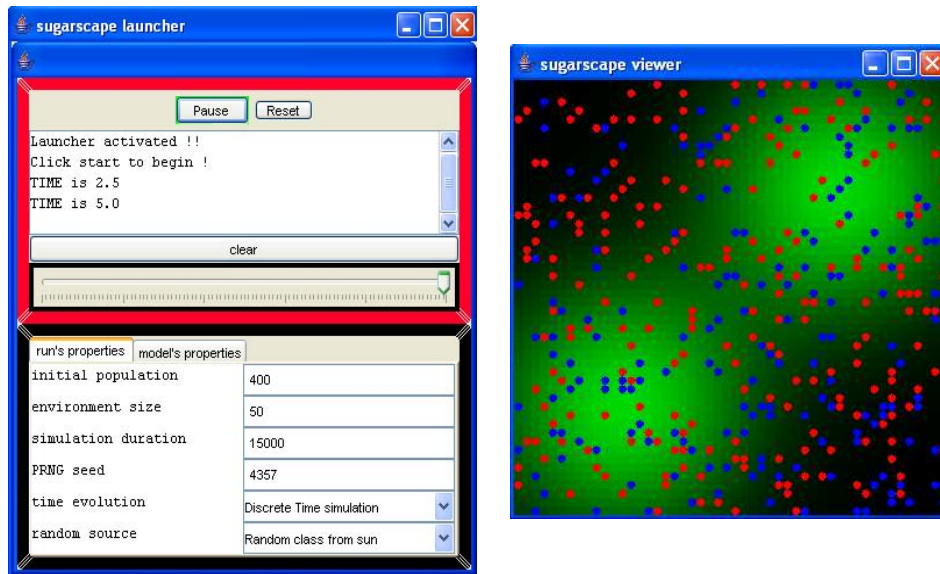 sugarscape launcher
Pause Reset
Launcher activated !!
Click start to begin !
TIME is 2.5
TIME is 5.0
clear
run's properties model's properties
initial population 400
environment size 50
simulation duration 15000
PRNG seed 4357
time evolution Discrete Time simulation
random source Random class from sun
sugarscape viewer